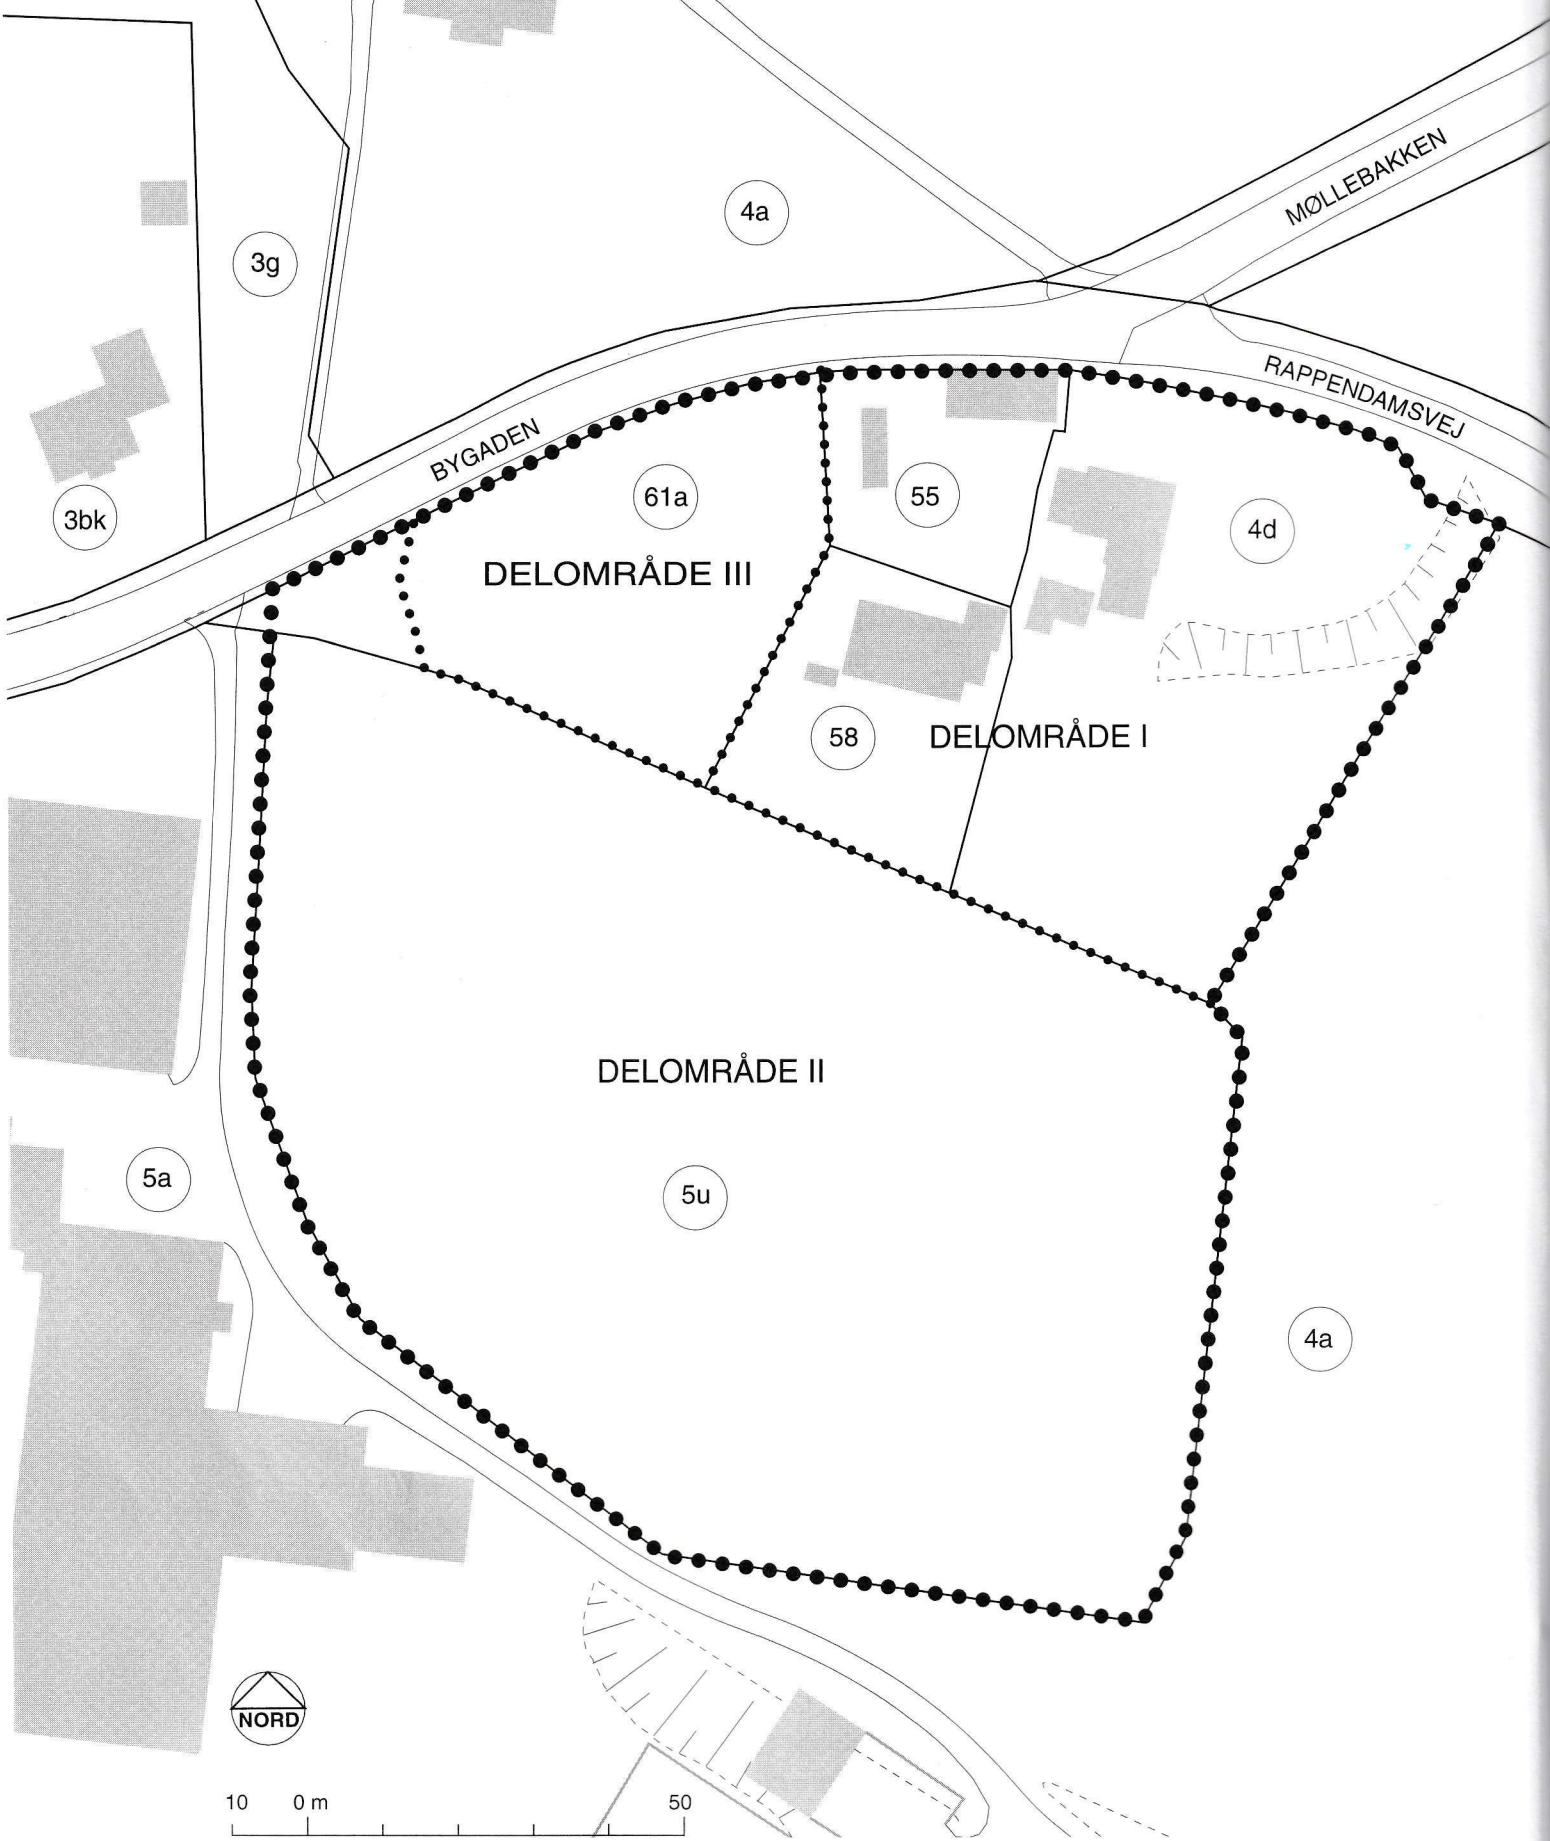 MØLLEBAKKEN
4a
3g
RAPPENDAMSVEJ
BYGADEN
61a
55
4d
3bk
DELOMRÅDE III
58
DELOMRÅDE I
DELOMRÅDE II
5a
5u
4a
NORD
10 0 m 50